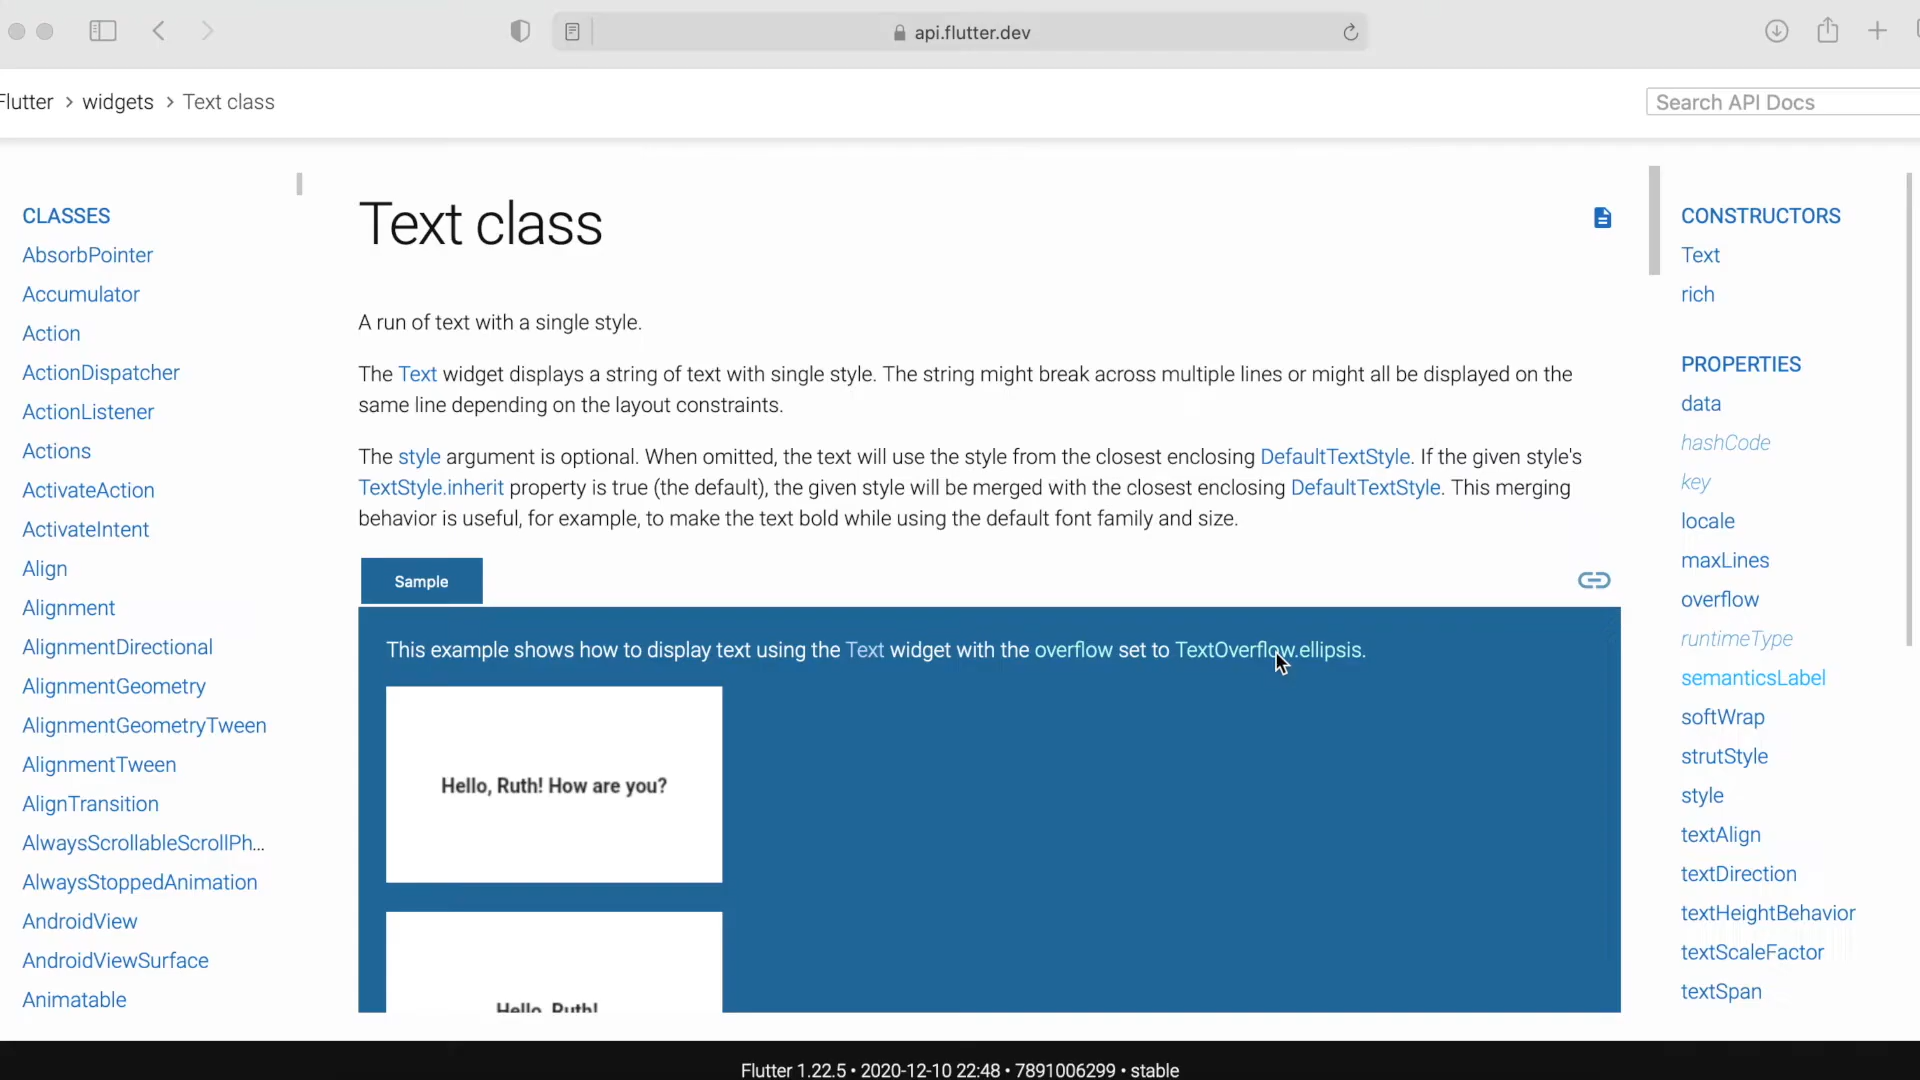 api.flutter.dev
Flutter > widgets > Text class
Search API Docs
CLASSES
AbsorbPointer
Accumulator
Action
ActionDispatcher
ActionListener
Actions
ActivateAction
ActivateIntent
Align
Alignment
AlignmentDirectional
AlignmentGeometry
AlignmentGeometryTween
AlignmentTween
AlignTransition
AlwaysScrollableScrollPh...
AlwaysStoppedAnimation
AndroidView
AndroidViewSurface
Animatable
Text class
A run of text with a single style.
The Text widget displays a string of text with single style. The string might break across multiple lines or might all be displayed on the
same line depending on the layout constraints.
The style argument is optional. When omitted, the text will use the style from the closest enclosing DefaultTextStyle. If the given style's
TextStyle.inherit property is true (the default), the given style will be merged with the closest enclosing DefaultTextStyle. This merging
behavior is useful, for example, to make the text bold while using the default font family and size.
Sample
This example shows how to display text using the Text widget with the overflow set to TextOverflow.ellipsis.
Hello, Ruth! How are you?
Hello, Ruth!
CONSTRUCTORS
Text
rich
PROPERTIES
data
hashCode
key
locale
maxLines
overflow
runtimeType
semanticsLabel
softWrap
strutStyle
style
textAlign
textDirection
textHeightBehavior
textScaleFactor
textSpan
Flutter 1.22.5 • 2020-12-10 22:48 • 7891006299 • stable